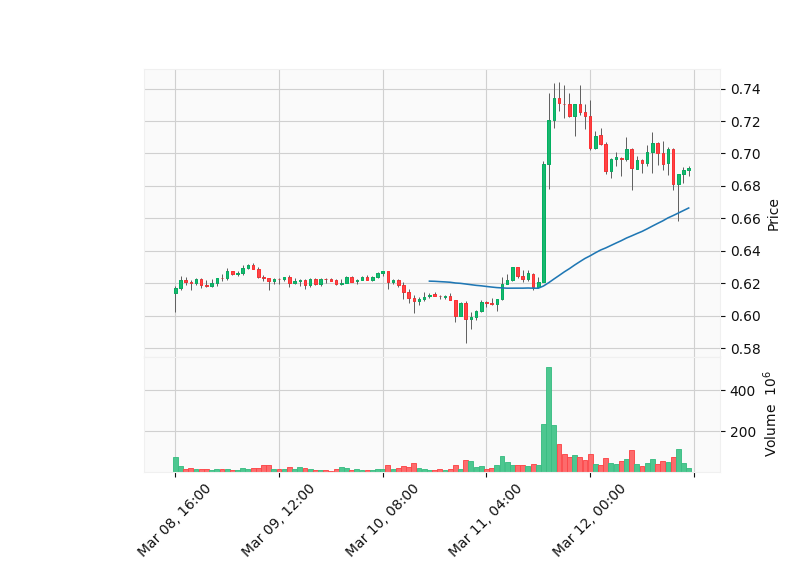 0.74
0.72
0.70
0.68
0.66
0.64
0.62
0.60
0.58
Price
400
200
Volume 10⁶
Mar 08, 16:00
Mar 09, 12:00
Mar 10, 08:00
Mar 11, 04:00
Mar 12, 00:00